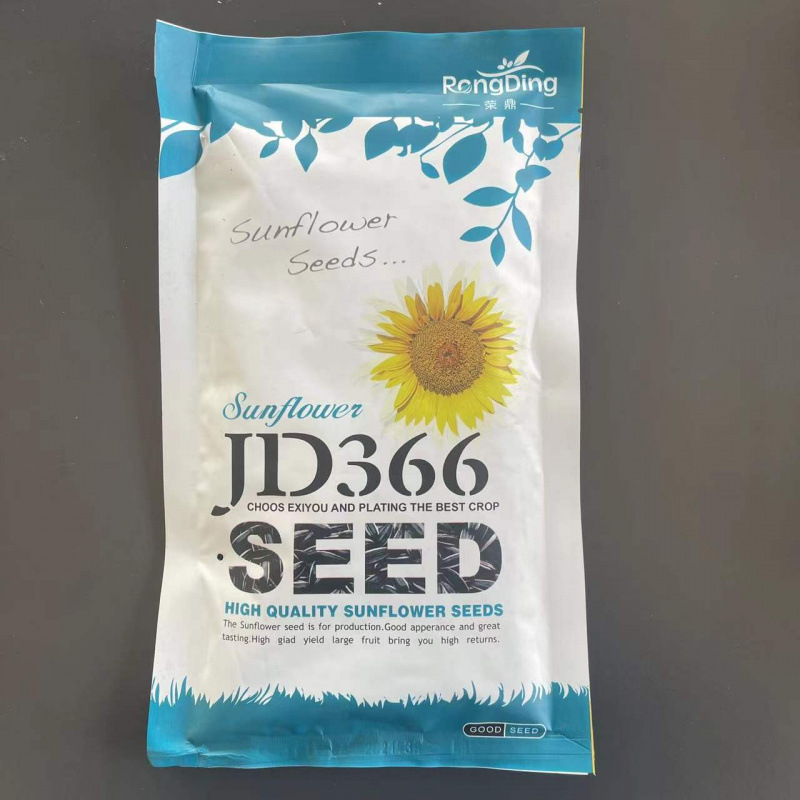 RongDing
荣鼎
Sunflower
Seeds...
Sunflower
JD366
CHOOS EXIYOU AND PLATING THE BEST CROP
SEED
HIGH QUALITY SUNFLOWER SEEDS
The Sunflower seed is for production.Good apperance and great
tasting.High giad yield large fruit bring you high returns.
GOOD SEED